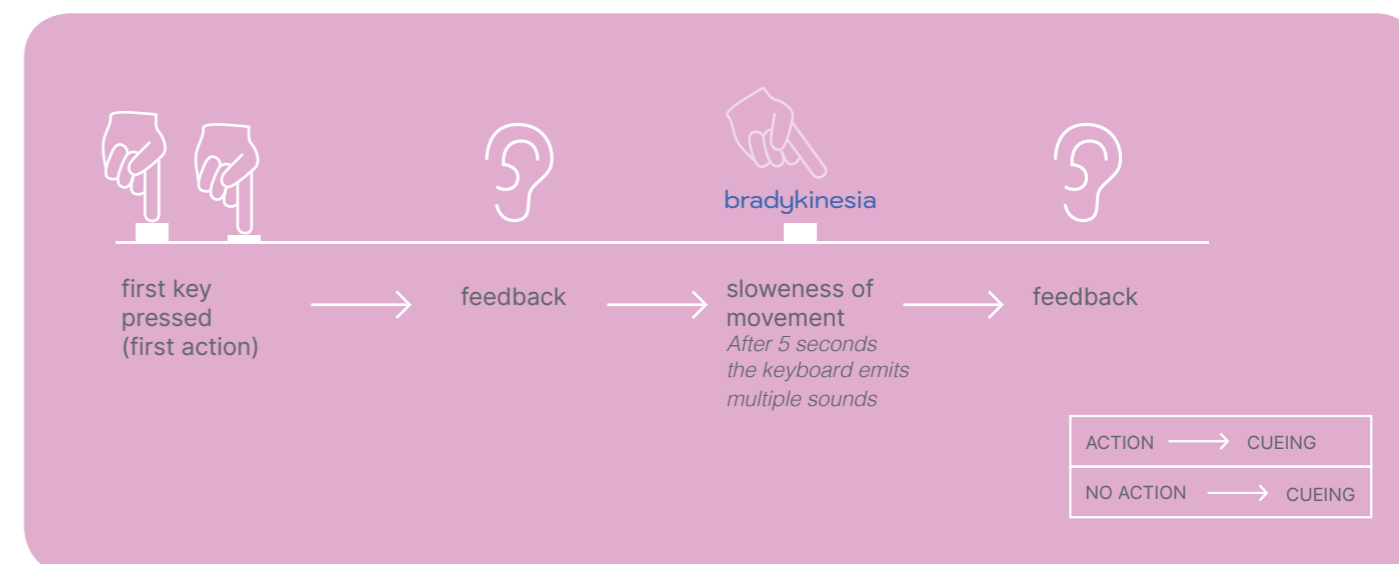 bradykinesia
first key
pressed
(first action)
feedback
sloweness of
movement
After 5 seconds
the keyboard emits
multiple sounds
feedback
ACTION CUEING
NO ACTION CUEING